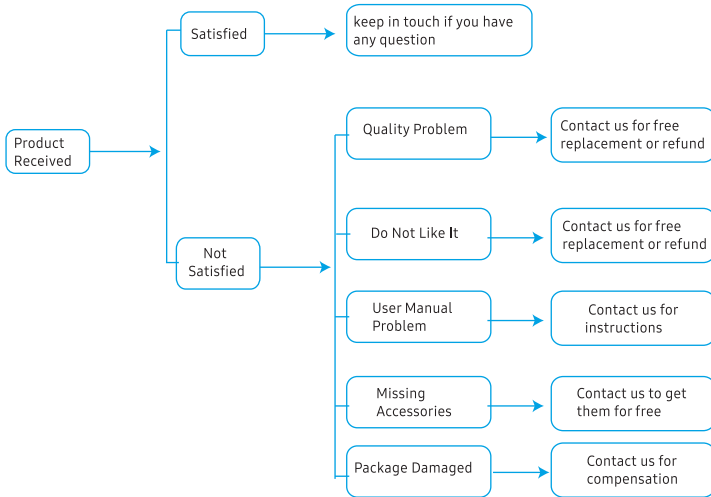 Product
Received
Satisfied
keep in touch if you have
any question
Not
Satisfied
Quality Problem
Contact us for free
replacement or refund
Do Not Like It
Contact us for free
replacement or refund
User Manual
Problem
Contact us for
instructions
Missing
Accessories
Contact us to get
them for free
Package Damaged
Contact us for
compensation